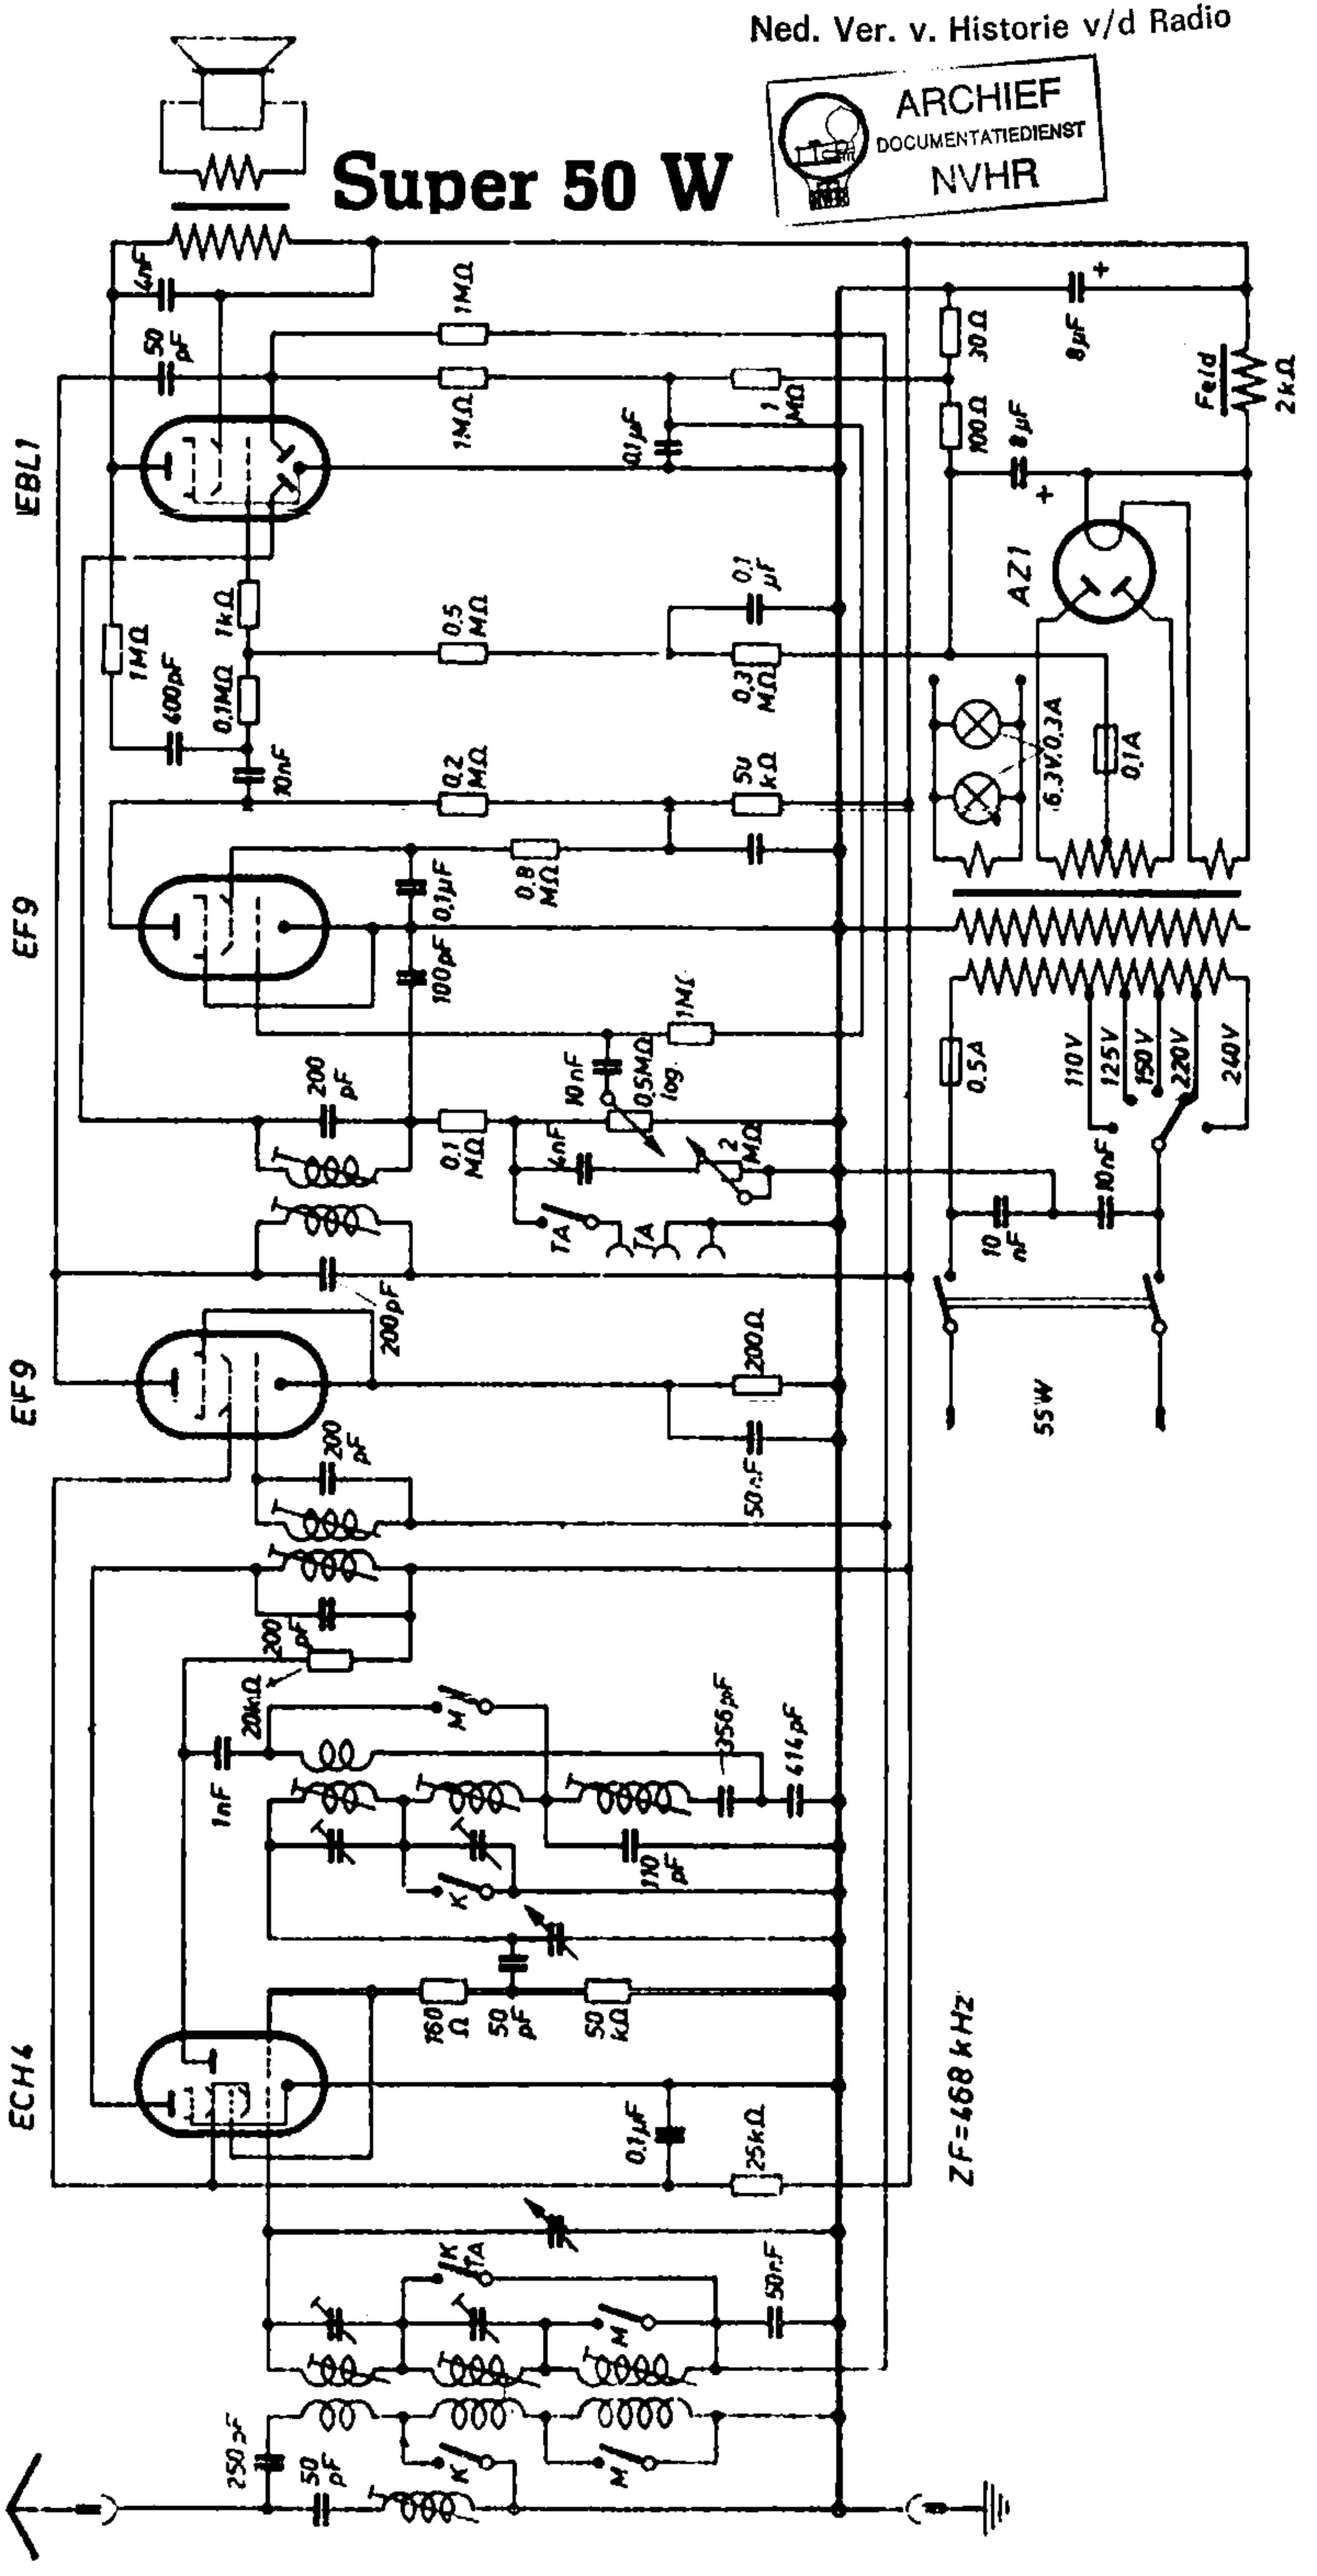 Ned. Ver. v. Historie v/d Radio
ARCHIEF
DOCUMENTATIEDIENST
NVHR
Super 50 W
4nF
50
pF
1MΩ
1MΩ
0,1µF
1
MΩ
30Ω
8µF
+
Feld
2kΩ
100Ω
8µF
+
EBL1
1MΩ
400pF
1kΩ
0,1MΩ
10nF
0,5
MΩ
0,1
µF
0,3
MΩ
AZ1
6,3V.0,3A
0,1A
0,2
MΩ
50
kΩ
EF9
0,1µF
100pF
0,8
MΩ
200
pF
0,1
MΩ
10nF
0,5MΩ
log.
4nF
2
MΩ
TA
TA
0,5A
110V
125V
150V
220V
240V
10
nF
10nF
55W
EF9
200pF
200
pF
50nF
200Ω
200
pF
20kΩ
1nF
M
356pF
414pF
K
110
pF
ECH4
160
Ω
50
pF
50
kΩ
0,1µF
25kΩ
ZF=468kHz
K
TA
M
50nF
250pF
50
pF
K
M